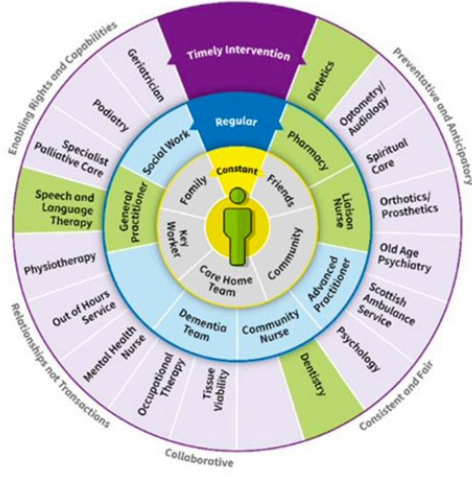 Enabling Rights and Capabilities
Preventative and Anticipatory
Consistent and Fair
Collaborative
Relationships not Transactions
Timely Intervention
Dietetics
Optometry/
Audiology
Spiritual
Care
Orthotics/
Prosthetics
Old Age
Psychiatry
Scottish
Ambulance
Service
Psychology
Dentistry
Tissue
Viability
Occupational
Therapy
Mental Health
Nurse
Out of Hours
Service
Physiotherapy
Speech and
Language
Therapy
Specialist
Palliative Care
Podiatry
Geriatrician
Regular
Pharmacy
Liaison
Nurse
Advanced
Practitioner
Community
Nurse
Dementia
Team
General
Practitioner
Social Work
Constant
Friends
Community
Care Home
Team
Key
Worker
Family